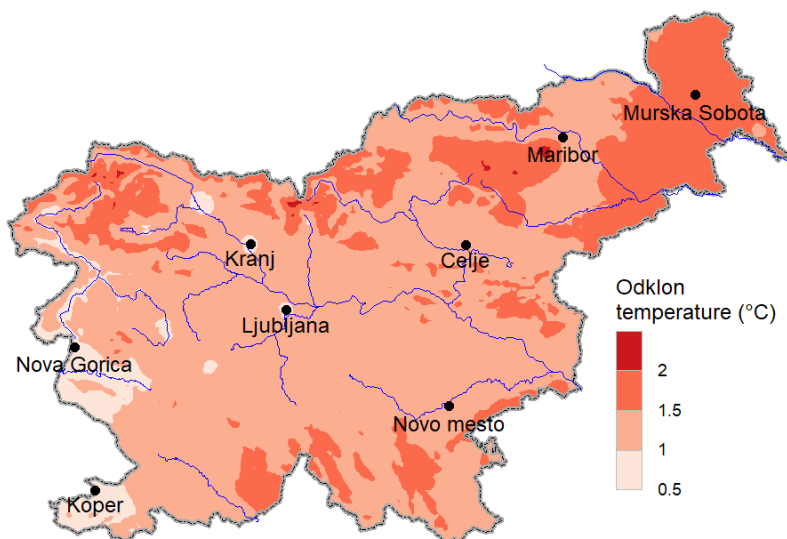 Murska Sobota
Maribor
Kranj
Celje
Ljubljana
Nova Gorica
Novo mesto
Koper
Odklon
temperature (°C)
2
1.5
1
0.5